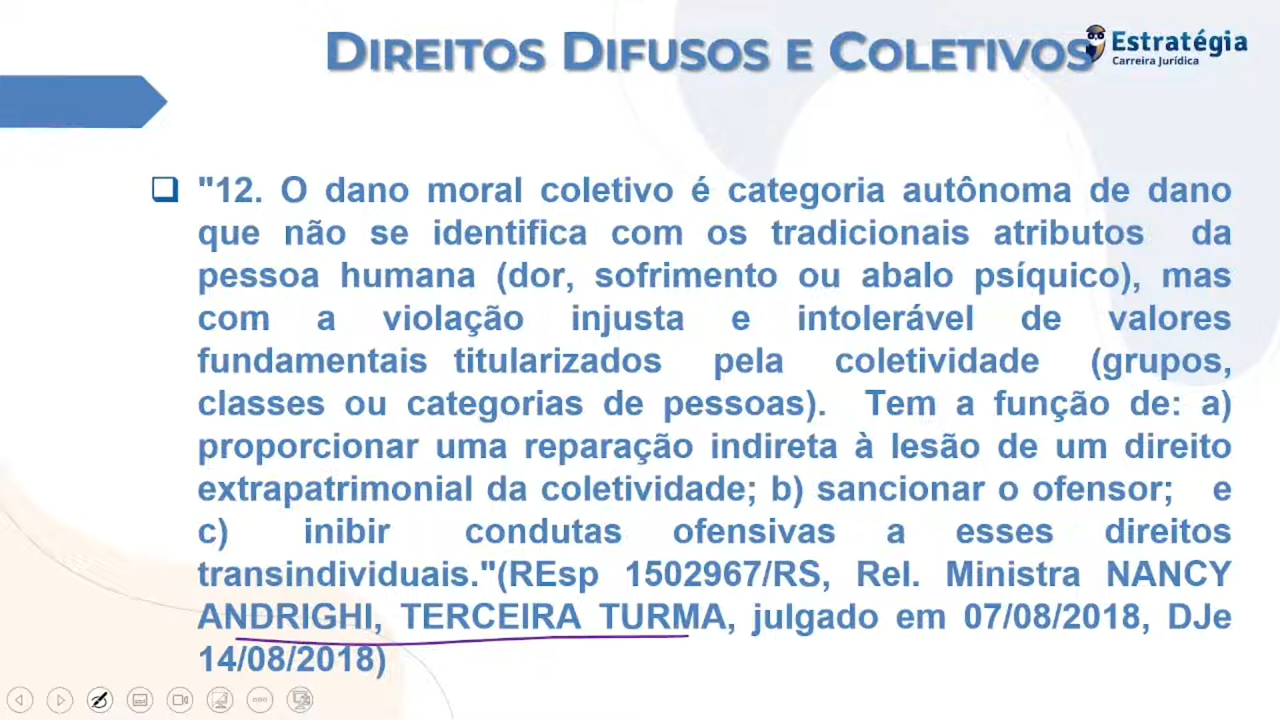 DIREITOS DIFUSOS E COLETIVOS
Estratégia
Carreira Jurídica
"12. O dano moral coletivo é categoria autônoma de dano
que não se identifica com os tradicionais atributos da
pessoa humana (dor, sofrimento ou abalo psíquico), mas
com a violação injusta e intolerável de valores
fundamentais titularizados pela coletividade (grupos,
classes ou categorias de pessoas). Tem a função de: a)
proporcionar uma reparação indireta à lesão de um direito
extrapatrimonial da coletividade; b) sancionar o ofensor; e
c) inibir condutas ofensivas a esses direitos
transindividuais."(REsp 1502967/RS, Rel. Ministra NANCY
ANDRIGHI, TERCEIRA TURMA, julgado em 07/08/2018, DJe
14/08/2018)